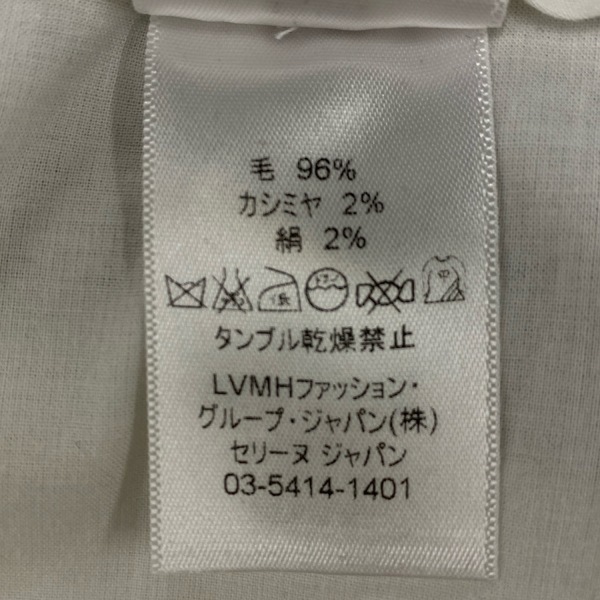 毛 96%
カシミヤ 2%
絹 2%
タンブル乾燥禁止
LVMHファッション・
グループ・ジャパン(株)
セリーヌ ジャパン
03-5414-1401